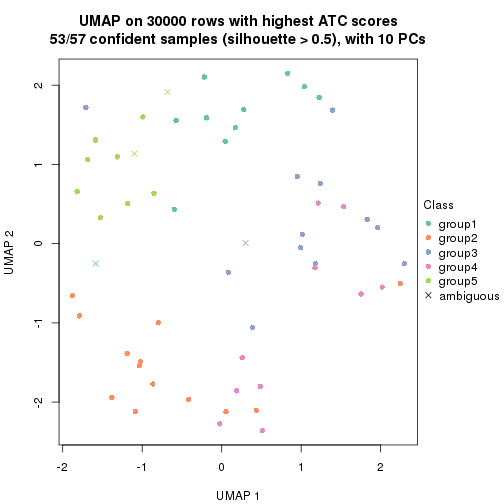 UMAP on 30000 rows with highest ATC scores
53/57 confident samples (silhouette > 0.5), with 10 PCs
2
1
0
-1
-2
UMAP 2
-2
-1
0
1
2
UMAP 1
Class
group1
group2
group3
group4
group5
ambiguous